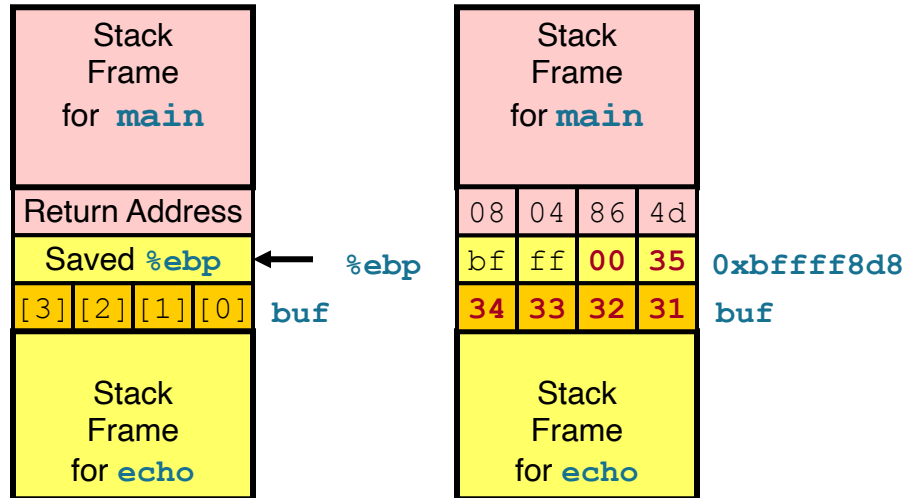 Stack
Frame
for main
Return Address
Saved %ebp
%ebp
[3] [2] [1] [0]
buf
Stack
Frame
for echo
Stack
Frame
for main
08 04 86 4d
bf ff 00 35
0xbffff8d8
34 33 32 31
buf
Stack
Frame
for echo